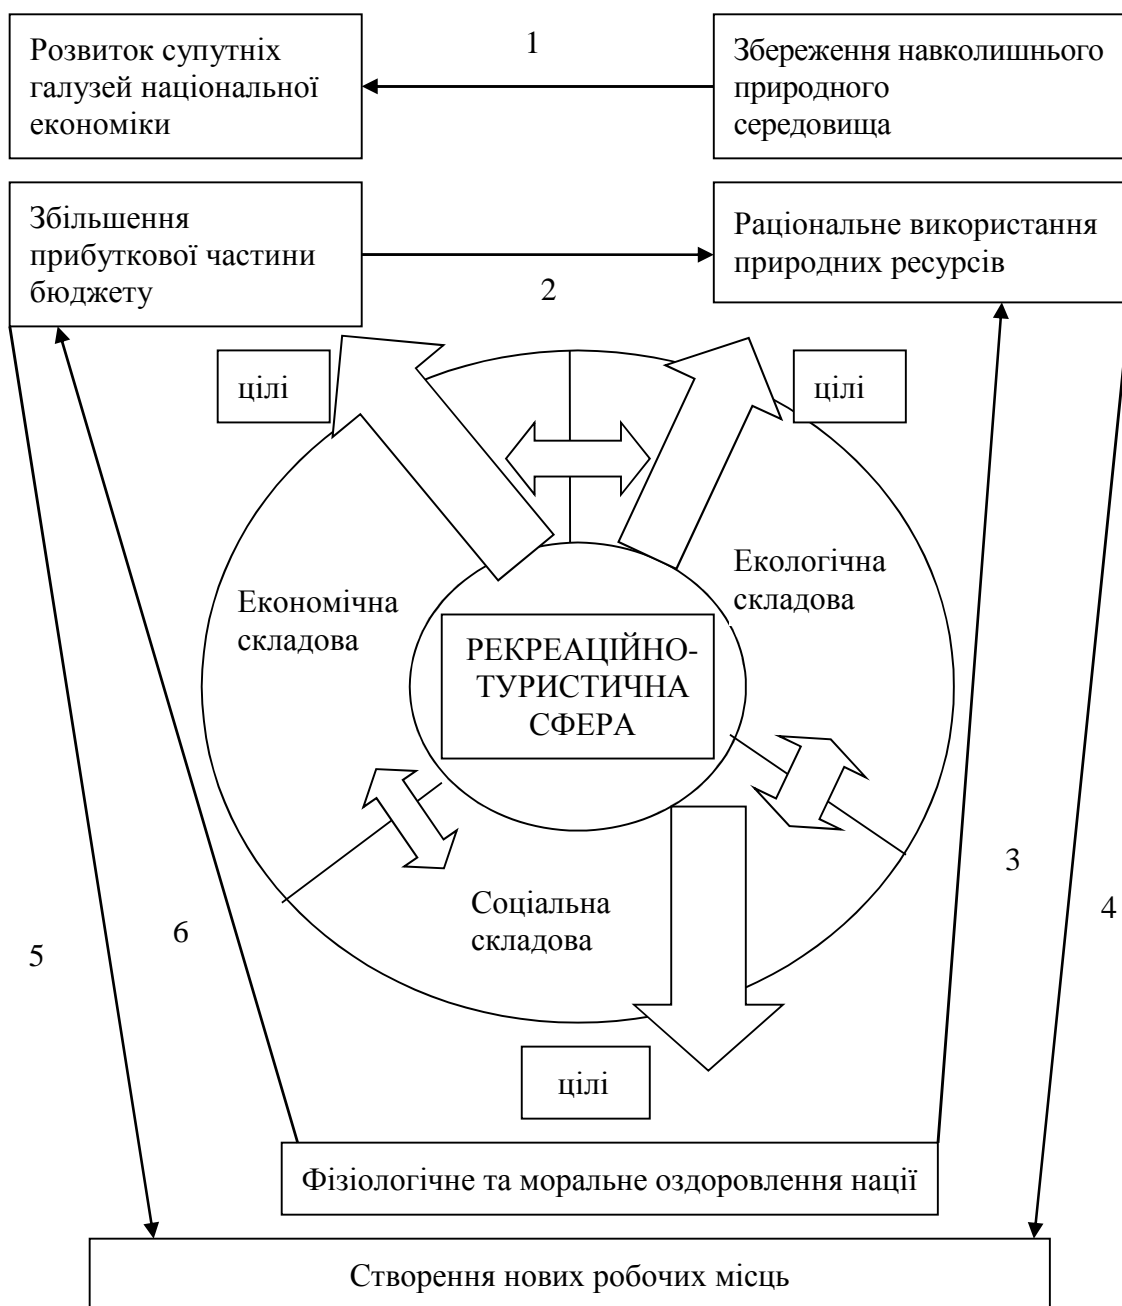 Розвиток супутніх
галузей національної
економіки
1
Збереження навколишнього
природного
середовища
Збільшення
прибуткової частини
бюджету
2
Раціональне використання
природних ресурсів
цілі
цілі
Економічна
складова
Екологічна
складова
РЕКРЕАЦІЙНО-
ТУРИСТИЧНА
СФЕРА
Соціальна
складова
3
4
5
6
цілі
Фізіологічне та моральне оздоровлення нації
Створення нових робочих місць